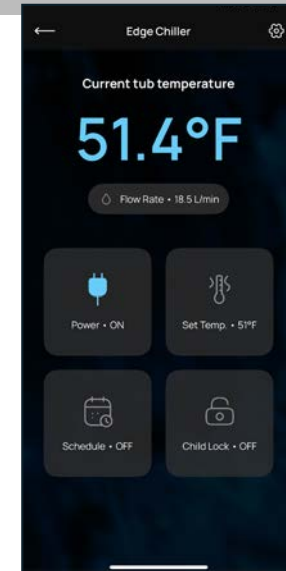 Edge Chiller
Current tub temperature
51.4°F
Flow Rate • 18.5 L/min
Power • ON
Set Temp. • 51°F
Schedule • OFF
Child Lock • OFF